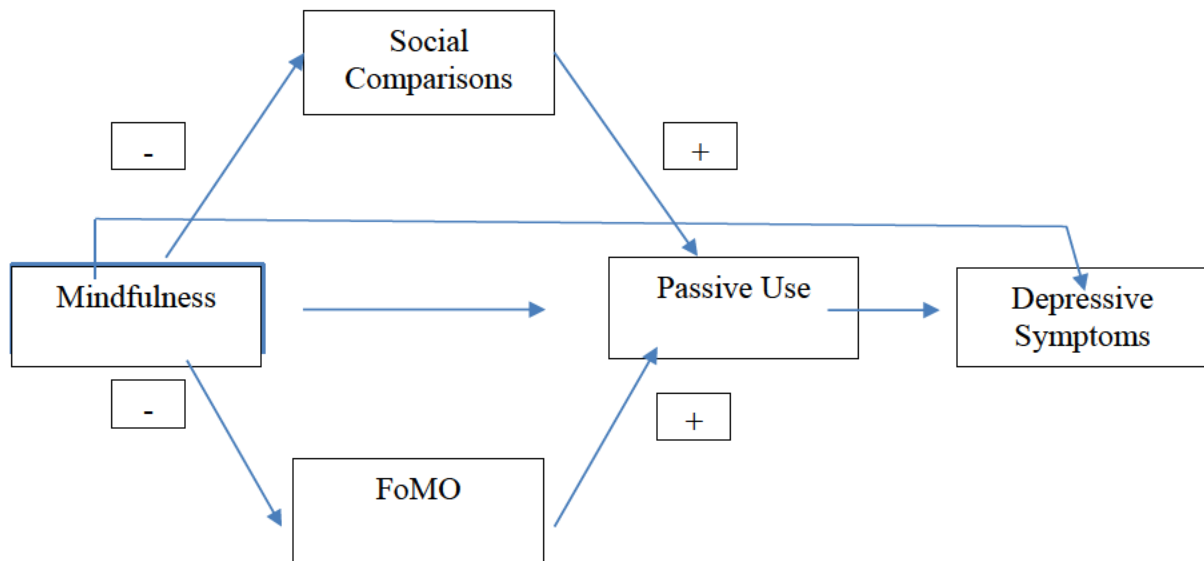 Social
Comparisons
-
+
Mindfulness
Passive Use
Depressive
Symptoms
-
+
FoMO